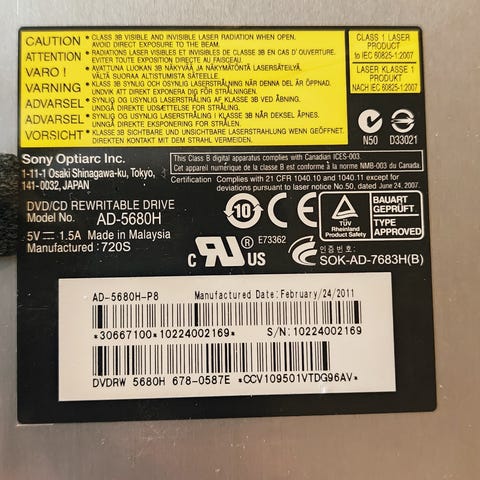 CAUTION • CLASS 3B VISIBLE AND INVISIBLE LASER RADIATION WHEN OPEN.
AVOID DIRECT EXPOSURE TO THE BEAM.
ATTENTION • RADIATIONS LASER VISIBLES ET INVISIBLES DE CLASSE 3B EN CAS D'OUVERTURE.
EVITER TOUTE EXPOSITION DIRECTE AU FAISCEAU.
VARO ! • AVATTAESSA OLET ALTTIINA NÄKYVÄÄ JA NÄKYMÄTÖN LASERSÄTEILYL.
VÄLTÄ SUORAA ALTISTUMISTA SÄTEELLE.
VARNING • KLASS 3B SYNLIG OCH OSYNLIG LASERSTRÅLNING NÄR DENNA DEL ÄR ÖPPNAD.
UNDVIK ATT DIREKT EXPONERA DIG FÖR STRÅLNINGEN.
ADVARSEL • SYNLIG OG USYNLIG LASERSTRÅLING AF KLASSE 3B VED ÅBNING.
UNDGÅ DIREKTE UDSÆTTELSE FOR STRÅLING.
ADVARSEL • SYNLIG OG USYNLIG LASERSTRÅLING I KLASSE 3B NÅR DEKSEL ÅPNES.
UNNGÅ DIREKTE EKSPONERING FOR STRÅLEN.
VORSICHT • KLASSE 3B SICHTBARE UND UNSICHTBARE LASERSTRAHLUNG WENN GEÖFFNET.
DIREKTEN KONTAKT MIT DEM STRAHL VERMEIDEN.
CLASS 1 LASER
PRODUCT
to IEC 60825-1:2007
LASER KLASSE 1
PRODUKT
NACH IEC 60825-1:2007
N50 D33021
Sony Optiarc Inc.
1-11-1 Osaki Shinagawa-ku, Tokyo,
141-0032, JAPAN
This Class B digital apparatus complies with Canadian ICES-003.
Cet appareil numérique de la classe B est conforme à la norme NMB-003 du Canada.
Complies with 21 CFR 1040.10 and 1040.11 except for
deviations pursuant to laser notice No.50, dated June 24, 2007.
DVD/CD REWRITABLE DRIVE
Model No. AD-5680H
5V ⎓ 1.5A Made in Malaysia
Manufactured : 720S
10
CE
TÜV
Rheinland
Product Safety
BAUART
GEPRÜFT
TYPE
APPROVED
c RU US
E73362
인증번호 :
SOK-AD-7683H(B)
AD-5680H-P8 Manufactured Date:February/24/2011
*30667100*10224002169* S/N:10224002169
DVDRW 5680H 678-0587E *CCV109501VTDG96AV*